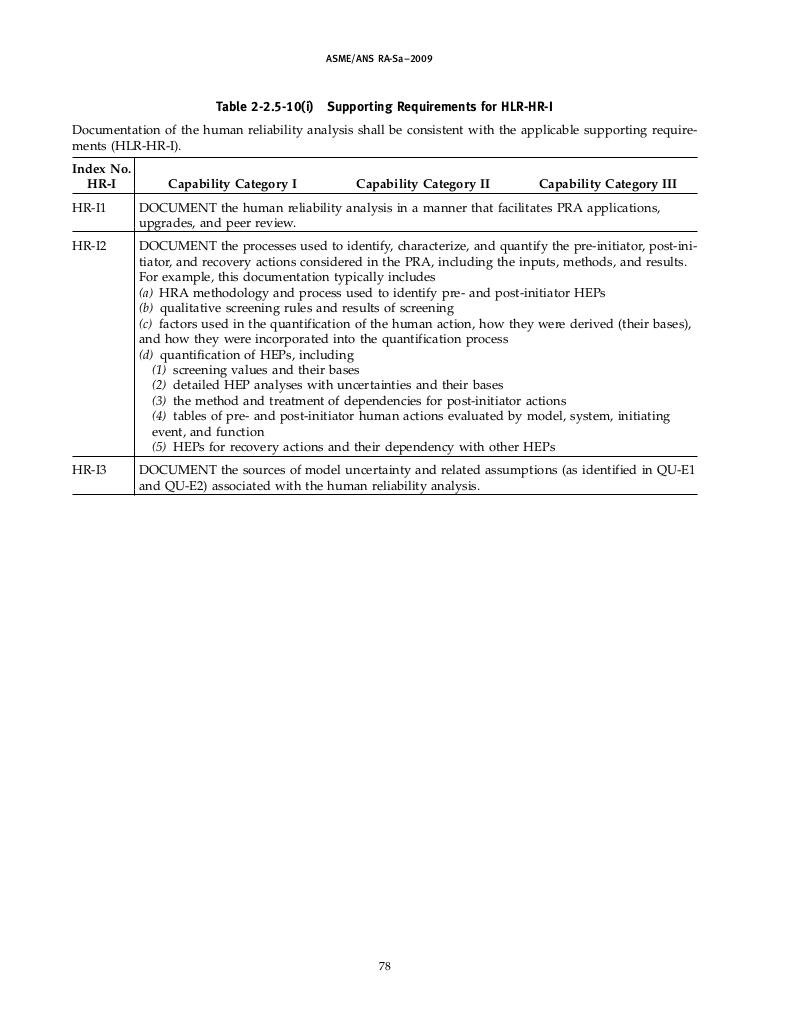 ASME/ANS RA-Sa–2009
Table 2-2.5-10(i) Supporting Requirements for HLR-HR-I
Documentation of the human reliability analysis shall be consistent with the applicable supporting require-
ments (HLR-HR-I).
Index No.
HR-I Capability Category I Capability Category II Capability Category III
HR-I1 DOCUMENT the human reliability analysis in a manner that facilitates PRA applications,
upgrades, and peer review.
HR-I2 DOCUMENT the processes used to identify, characterize, and quantify the pre-initiator, post-ini-
tiator, and recovery actions considered in the PRA, including the inputs, methods, and results.
For example, this documentation typically includes
(a) HRA methodology and process used to identify pre- and post-initiator HEPs
(b) qualitative screening rules and results of screening
(c) factors used in the quantification of the human action, how they were derived (their bases),
and how they were incorporated into the quantification process
(d) quantification of HEPs, including
(1) screening values and their bases
(2) detailed HEP analyses with uncertainties and their bases
(3) the method and treatment of dependencies for post-initiator actions
(4) tables of pre- and post-initiator human actions evaluated by model, system, initiating
event, and function
(5) HEPs for recovery actions and their dependency with other HEPs
HR-I3 DOCUMENT the sources of model uncertainty and related assumptions (as identified in QU-E1
and QU-E2) associated with the human reliability analysis.
78